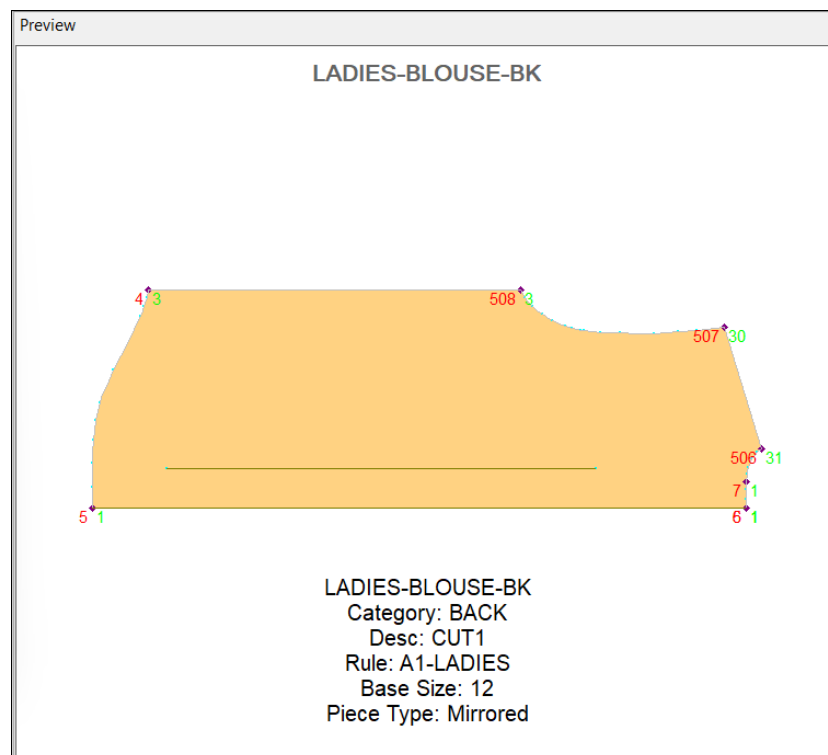 Preview
LADIES-BLOUSE-BK
4 3
508 3
507 30
506 31
7 1
5 1
6 1
LADIES-BLOUSE-BK
Category: BACK
Desc: CUT1
Rule: A1-LADIES
Base Size: 12
Piece Type: Mirrored